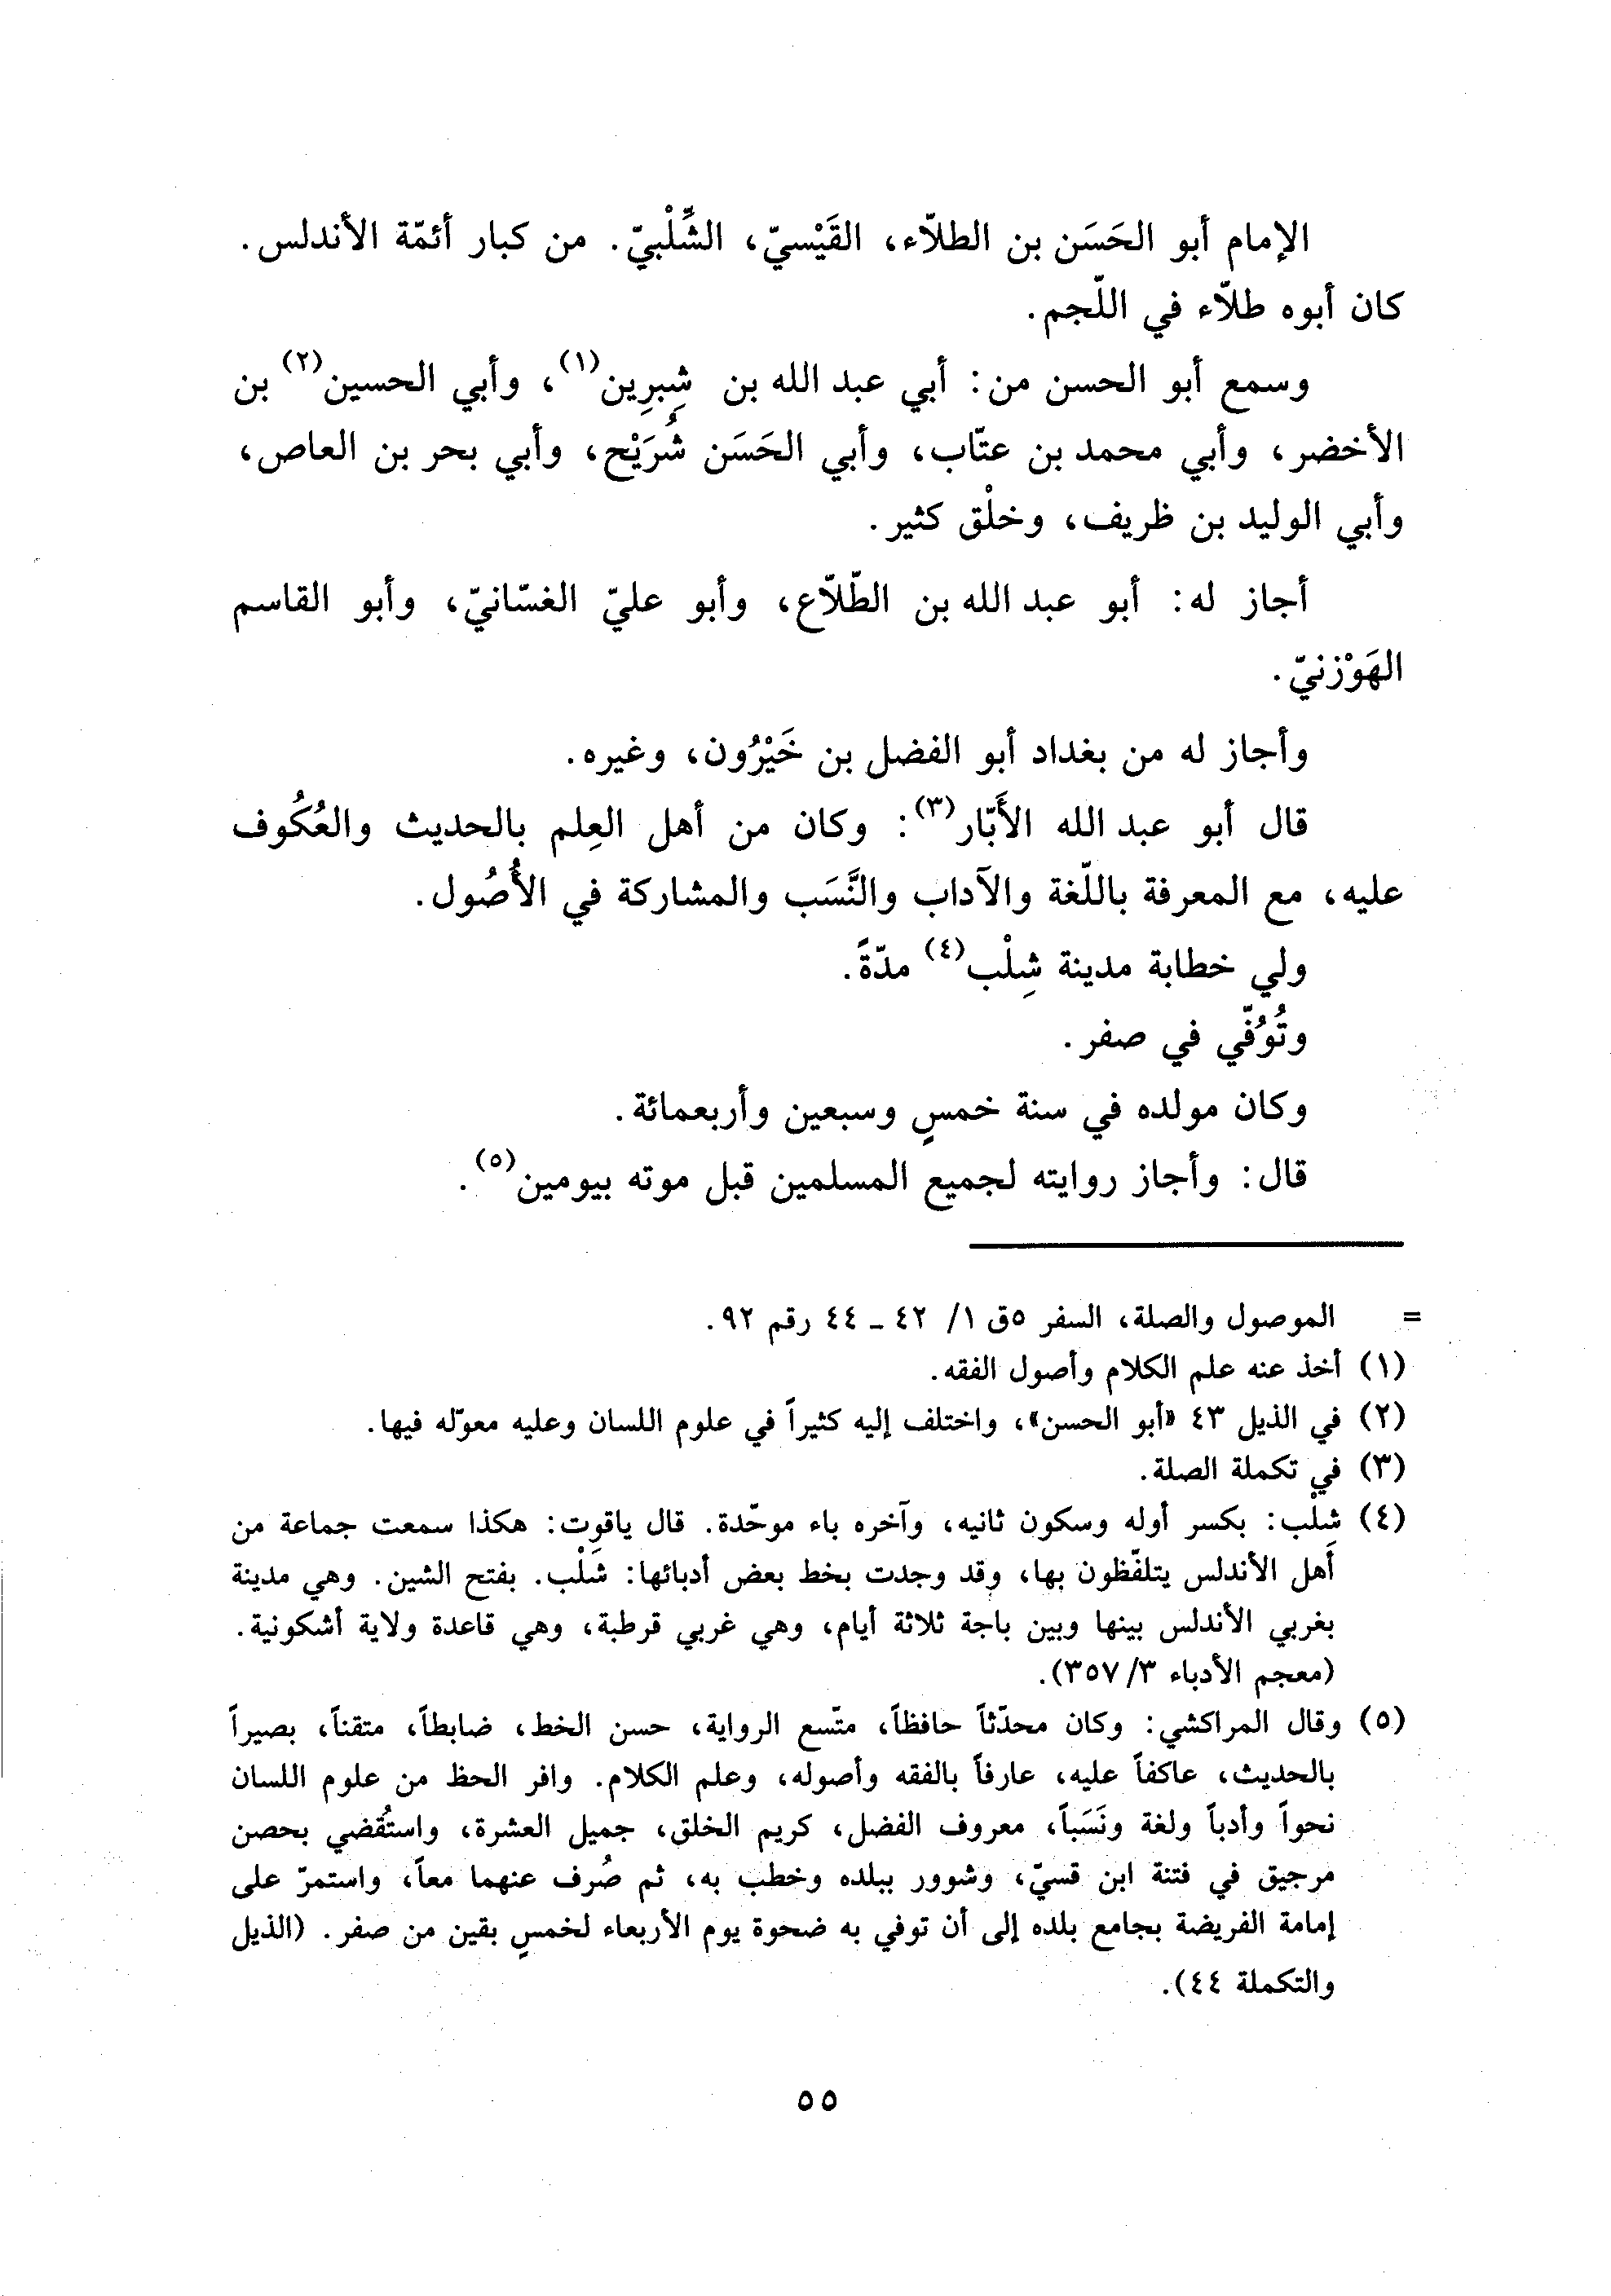 الإمام أبو الحَسَن بن الطلاّء، القَيْسيّ، الشِّلْبيّ. من كبار أئمّة الأندلس.
كان أبوه طلاّء في اللّجم.
وسمع أبو الحسن من: أبي عبد الله بن شِبرِين(١)، وأبي الحسين(٢) بن
الأخضر، وأبي محمد بن عتّاب، وأبي الحَسَن شُرَيْح، وأبي بحر بن العاص،
وأبي الوليد بن ظريف، وخلْق كثير.
أجاز له: أبو عبد الله بن الطّلاّع، وأبو عليّ الغسّانيّ، وأبو القاسم
الهَوْزنيّ.
وأجاز له من بغداد أبو الفضل بن خَيْرُون، وغيره.
قال أبو عبد الله الأَبّار(٣): وكان من أهل العِلم بالحديث والعُكُوف
عليه، مع المعرفة باللّغة والآداب والنَّسَب والمشاركة في الأُصُول.
ولي خطابة مدينة شِلْب(٤) مدّةً.
وتُوُفّي في صفر.
وكان مولده في سنة خمسٍ وسبعين وأربعمائة.
قال: وأجاز روايته لجميع المسلمين قبل موته بيومين(٥).
= الموصول والصلة، السفر ٥ق ١/ ٤٢ ـ ٤٤ رقم ٩٢.
(١) أخذ عنه علم الكلام وأصول الفقه.
(٢) في الذيل ٤٣ «أبو الحسن»، واختلف إليه كثيراً في علوم اللسان وعليه معوّله فيها.
(٣) في تكملة الصلة.
(٤) شلْب: بكسر أوله وسكون ثانيه، وآخره باء موحّدة. قال ياقوت: هكذا سمعت جماعة من
أهل الأندلس يتلفّظون بها، وقد وجدت بخط بعض أدبائها: شَلْب. بفتح الشين. وهي مدينة
بغربي الأندلس بينها وبين باجة ثلاثة أيام، وهي غربي قرطبة، وهي قاعدة ولاية أشكونية.
(معجم الأدباء ٣/ ٣٥٧).
(٥) وقال المراكشي: وكان محدّثاً حافظاً، متّسع الرواية، حسن الخط، ضابطاً، متقناً، بصيراً
بالحديث، عاكفاً عليه، عارفاً بالفقه وأصوله، وعلم الكلام. وافر الحظ من علوم اللسان
نحواً وأدباً ولغة ونَسَباً، معروف الفضل، كريم الخلق، جميل العشرة، واستُقضي بحصن
مرجيق في فتنة ابن قسيّ، وشوور ببلده وخطب به، ثم صُرف عنهما معاً، واستمرّ على
إمامة الفريضة بجامع بلده إلى أن توفي به ضحوة يوم الأربعاء لخمسٍ بقين من صفر. (الذيل
والتكملة ٤٤).
٥٥